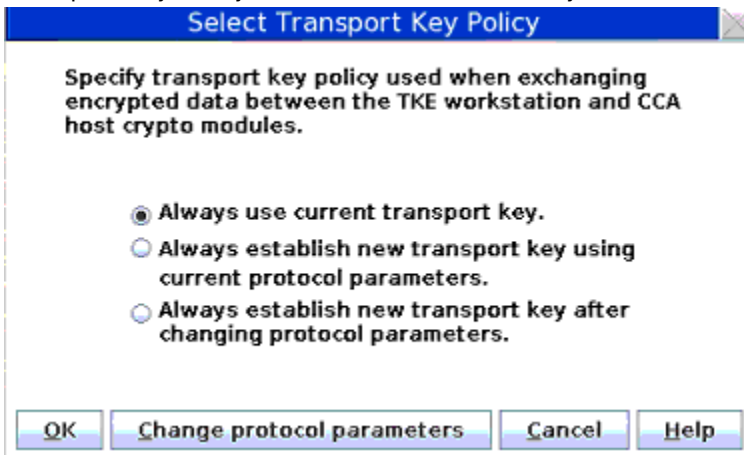 Select Transport Key Policy
Specify transport key policy used when exchanging
encrypted data between the TKE workstation and CCA
host crypto modules.
Always use current transport key.
Always establish new transport key using
current protocol parameters.
Always establish new transport key after
changing protocol parameters.
OK
Change protocol parameters
Cancel
Help